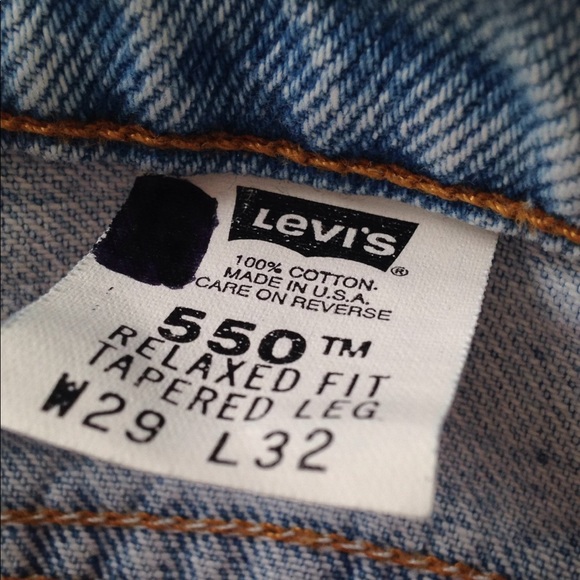 Levi's®
100% COTTON
MADE IN U.S.A.
CARE ON REVERSE
550™
RELAXED FIT
TAPERED LEG
W29 L32